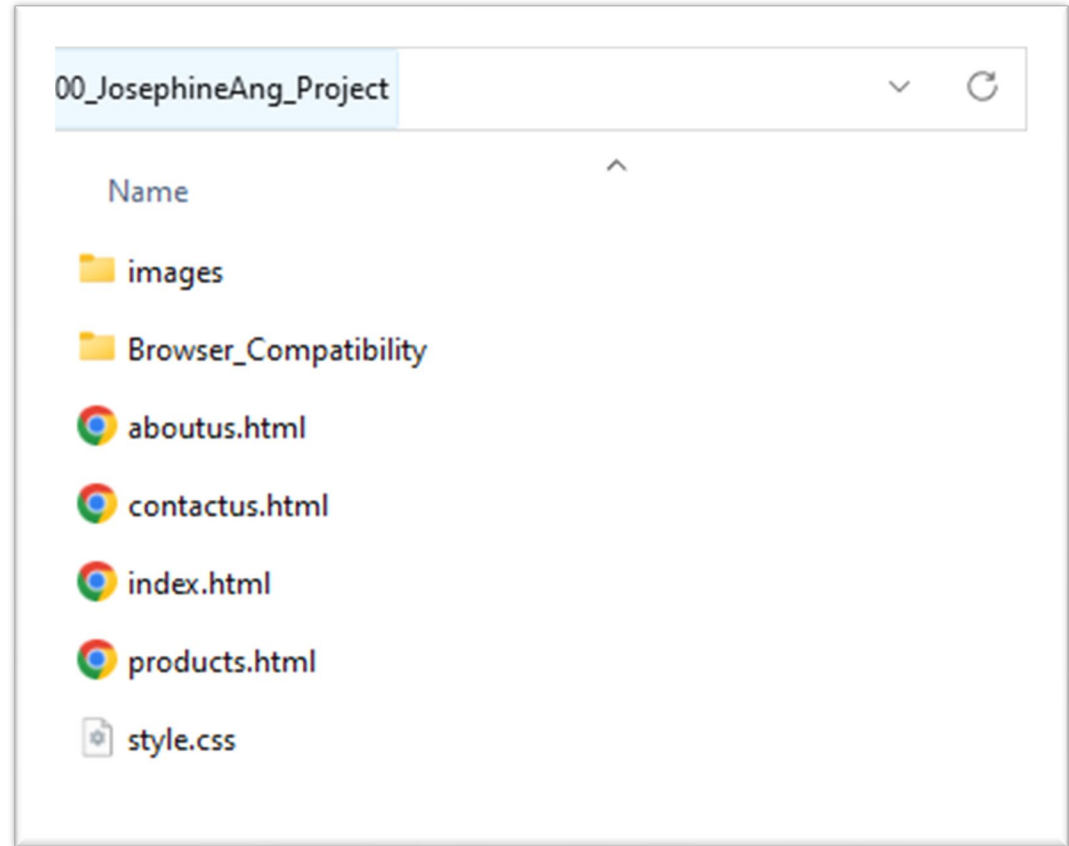 00_JosephineAng_Project
Name
images
Browser_Compatibility
aboutus.html
contactus.html
index.html
products.html
style.css